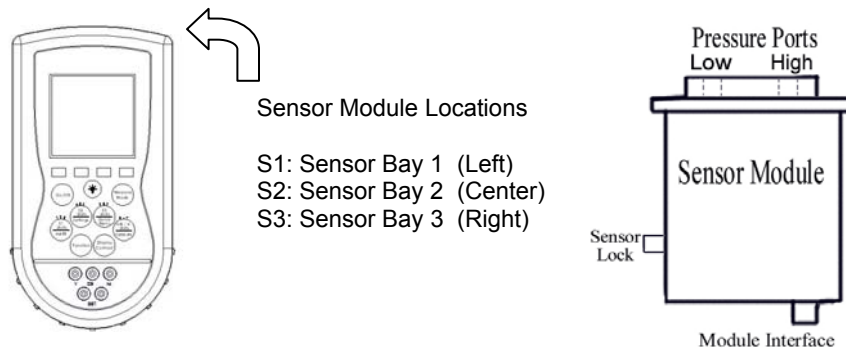 Sensor Module Locations
S1: Sensor Bay 1 (Left)
S2: Sensor Bay 2 (Center)
S3: Sensor Bay 3 (Right)
Pressure Ports
Low High
Sensor Module
Sensor
Lock
Module Interface